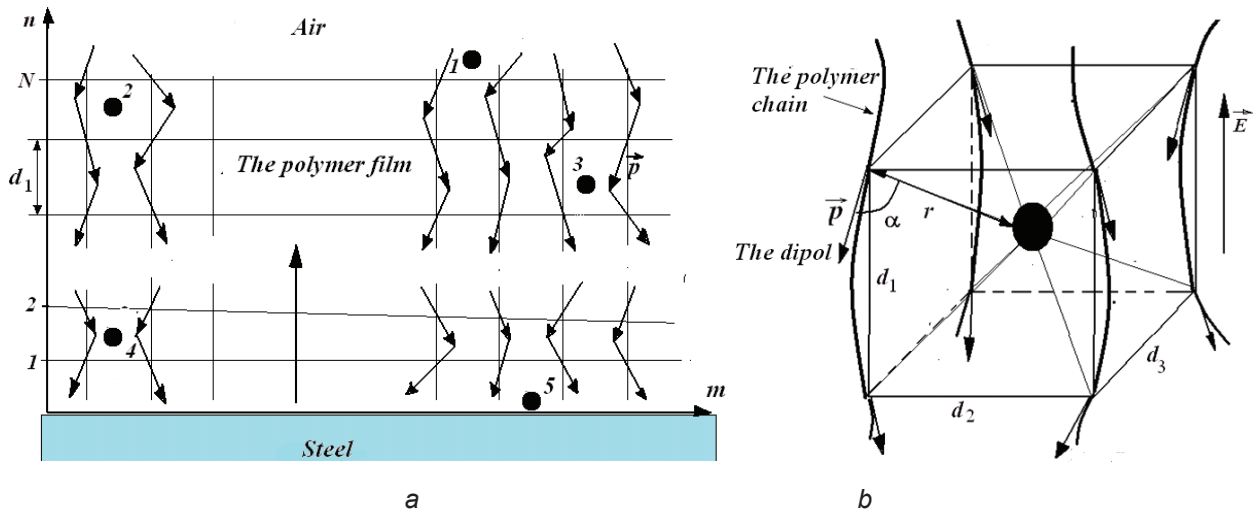 n
Air
N
1
2
The polymer film
3
p
d1
2
4
1
5
m
Steel
a
The polymer
chain
E
p
α
r
The dipol
d1
d3
d2
b